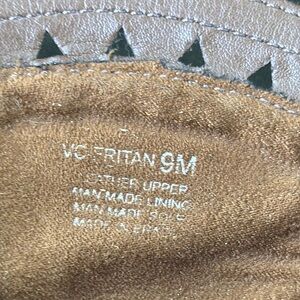 VC-FRITAN 9M
LEATHER UPPER
MAN MADE LINING
MAN MADE SOLE
MADE IN BRAZIL